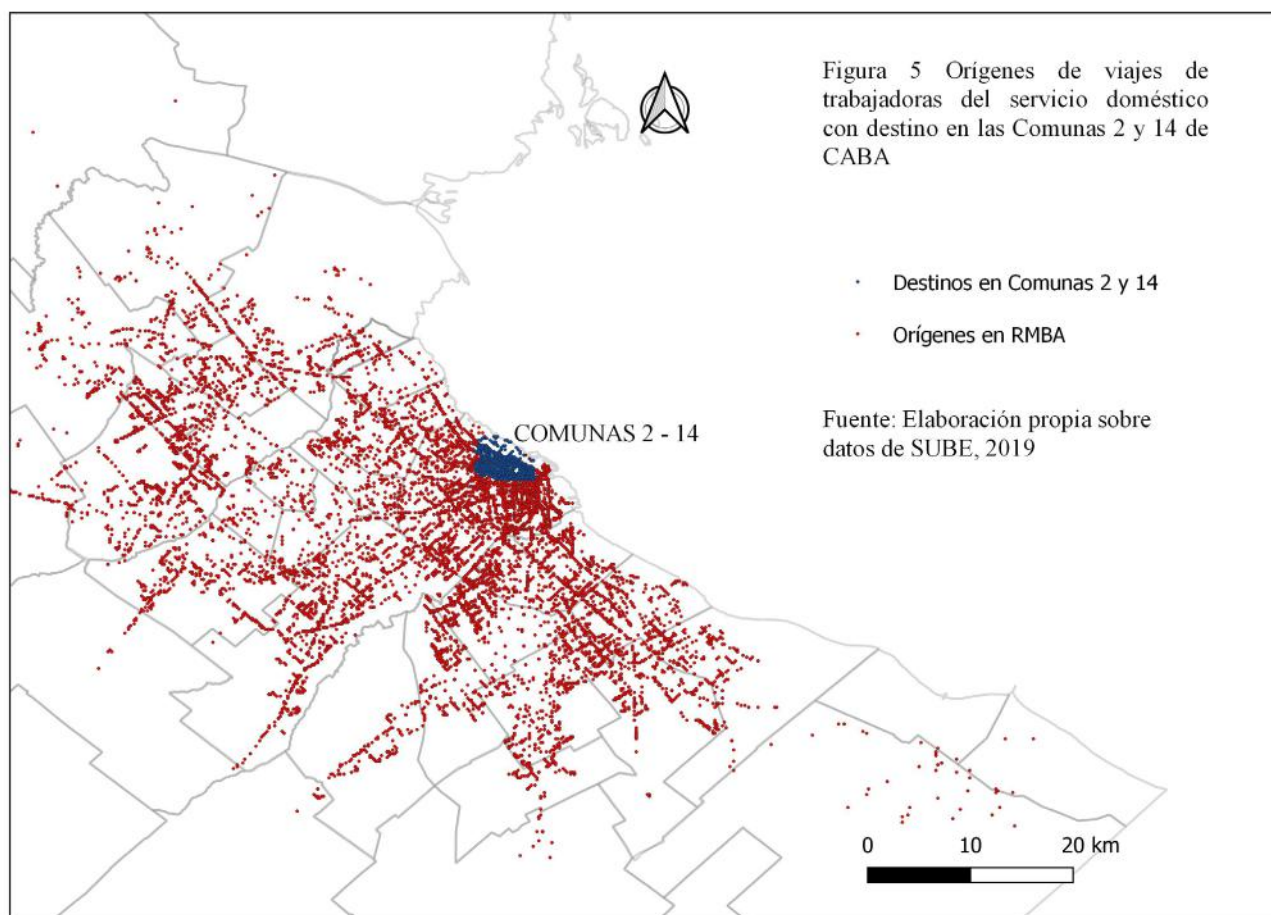 Figura 5 Orígenes de viajes de
trabajadoras del servicio doméstico
con destino en las Comunas 2 y 14 de
CABA
Destinos en Comunas 2 y 14
Orígenes en RMBA
COMUNAS 2 - 14
Fuente: Elaboración propia sobre
datos de SUBE, 2019
0 10 20 km